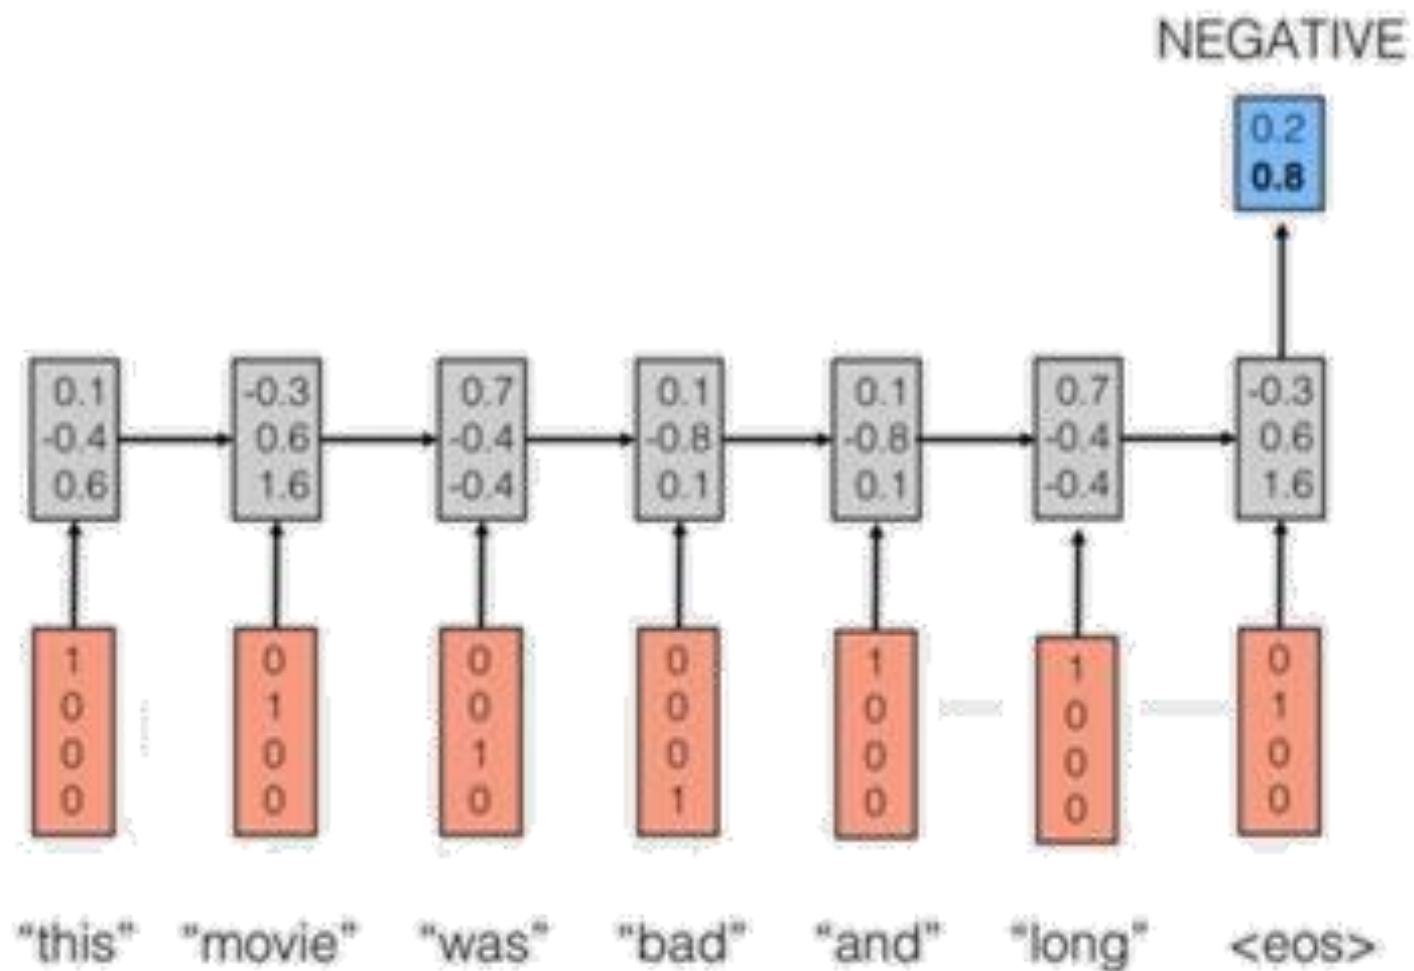 NEGATIVE
0.2
0.8
0.1 -0.3 0.7 0.1 0.1 0.7 -0.3
-0.4 0.6 -0.4 -0.8 -0.8 -0.4 0.6
0.6 1.6 -0.4 0.1 0.1 -0.4 1.6
1 0 0 0 1 1 0
0 1 0 0 0 0 1
0 0 1 0 0 0 0
0 0 0 1 0 0 0
“this” “movie” “was” “bad” “and” “long” <eos>